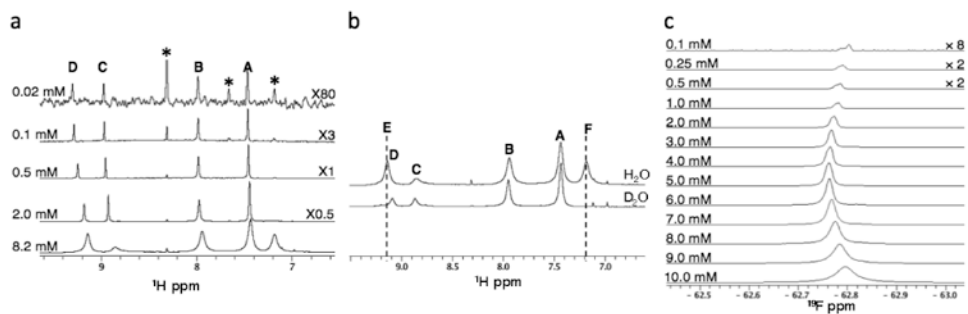 a
D C * B * A *
0.02 mM X80
0.1 mM X3
0.5 mM X1
2.0 mM X0.5
8.2 mM
9 8 7
¹H ppm
b
E D C B A F
H₂O
D₂O
9.0 8.5 8.0 7.5 7.0
¹H ppm
c
0.1 mM × 8
0.25 mM × 2
0.5 mM × 2
1.0 mM
2.0 mM
3.0 mM
4.0 mM
5.0 mM
6.0 mM
7.0 mM
8.0 mM
9.0 mM
10.0 mM
- 62.5 - 62.6 - 62.7 - 62.8 - 62.9 - 63.0
¹⁹F ppm